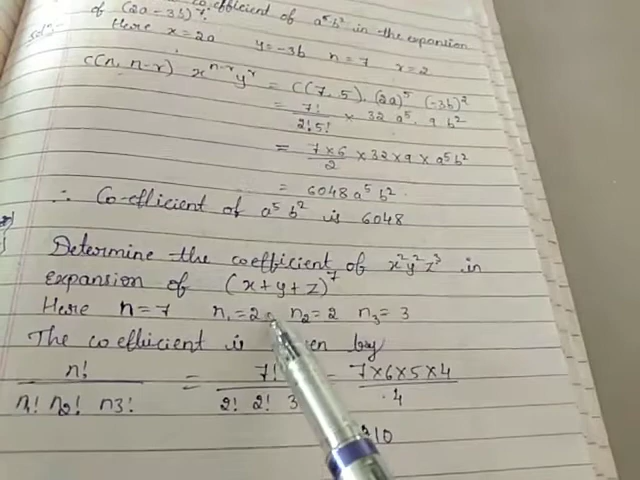 co-efficient of a⁵b² in the expansion
of (2a - 3b)⁷.
Solⁿ- Here x = 2a y = -3b n = 7 r = 2
C(n, n-r) xⁿ⁻ʳ yʳ = C(7, 5). (2a)⁵ (-3b)²
= 7!/2!5! × 32 a⁵. 9 b²
= 7×6/2 × 32 × 9 × a⁵b²
= 6048 a⁵ b².
∴ Co-efficient of a⁵ b² is 6048
Determine the coefficient of x²y²z³ in
expansion of (x+y+z)⁷
Here n = 7 n₁ = 2 n₂ = 2 n₃ = 3
The coefficient is by
n!/n₁! n₂! n3! = 7!/2! 2! 3 = 7×6×5×4/4
210